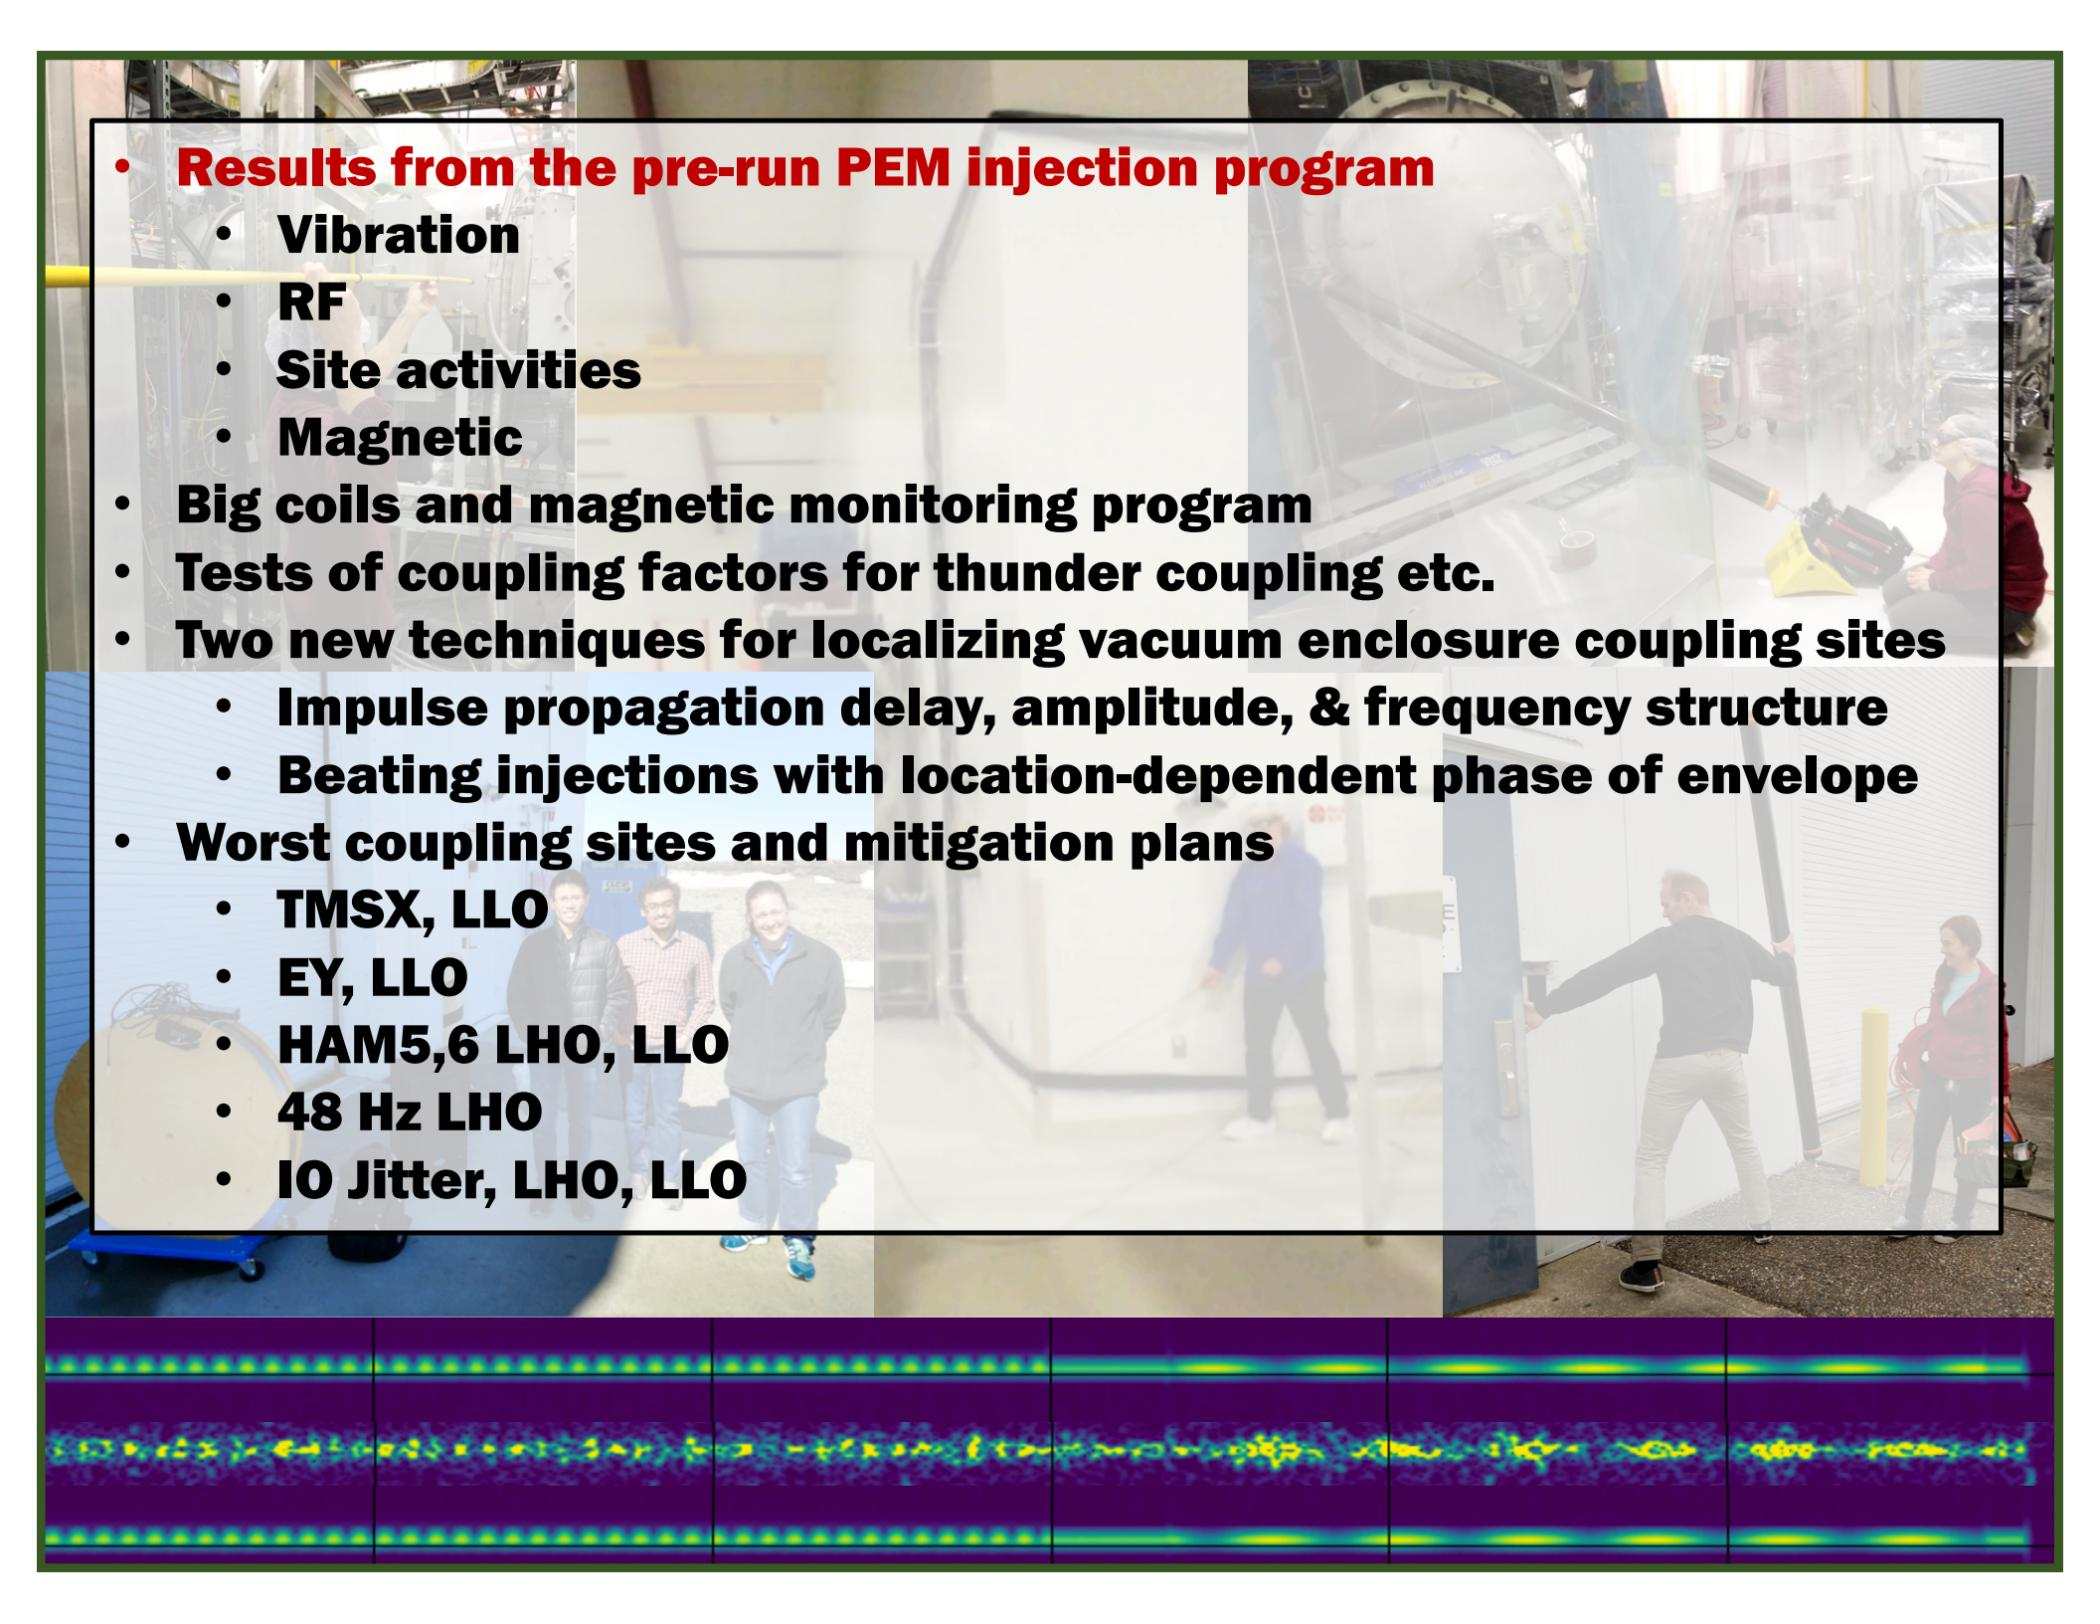 • Results from the pre-run PEM injection program
• Vibration
• RF
• Site activities
• Magnetic
• Big coils and magnetic monitoring program
• Tests of coupling factors for thunder coupling etc.
• Two new techniques for localizing vacuum enclosure coupling sites
• Impulse propagation delay, amplitude, & frequency structure
• Beating injections with location-dependent phase of envelope
• Worst coupling sites and mitigation plans
• TMSX, LLO
• EY, LLO
• HAM5,6 LHO, LLO
• 48 Hz LHO
• IO Jitter, LHO, LLO